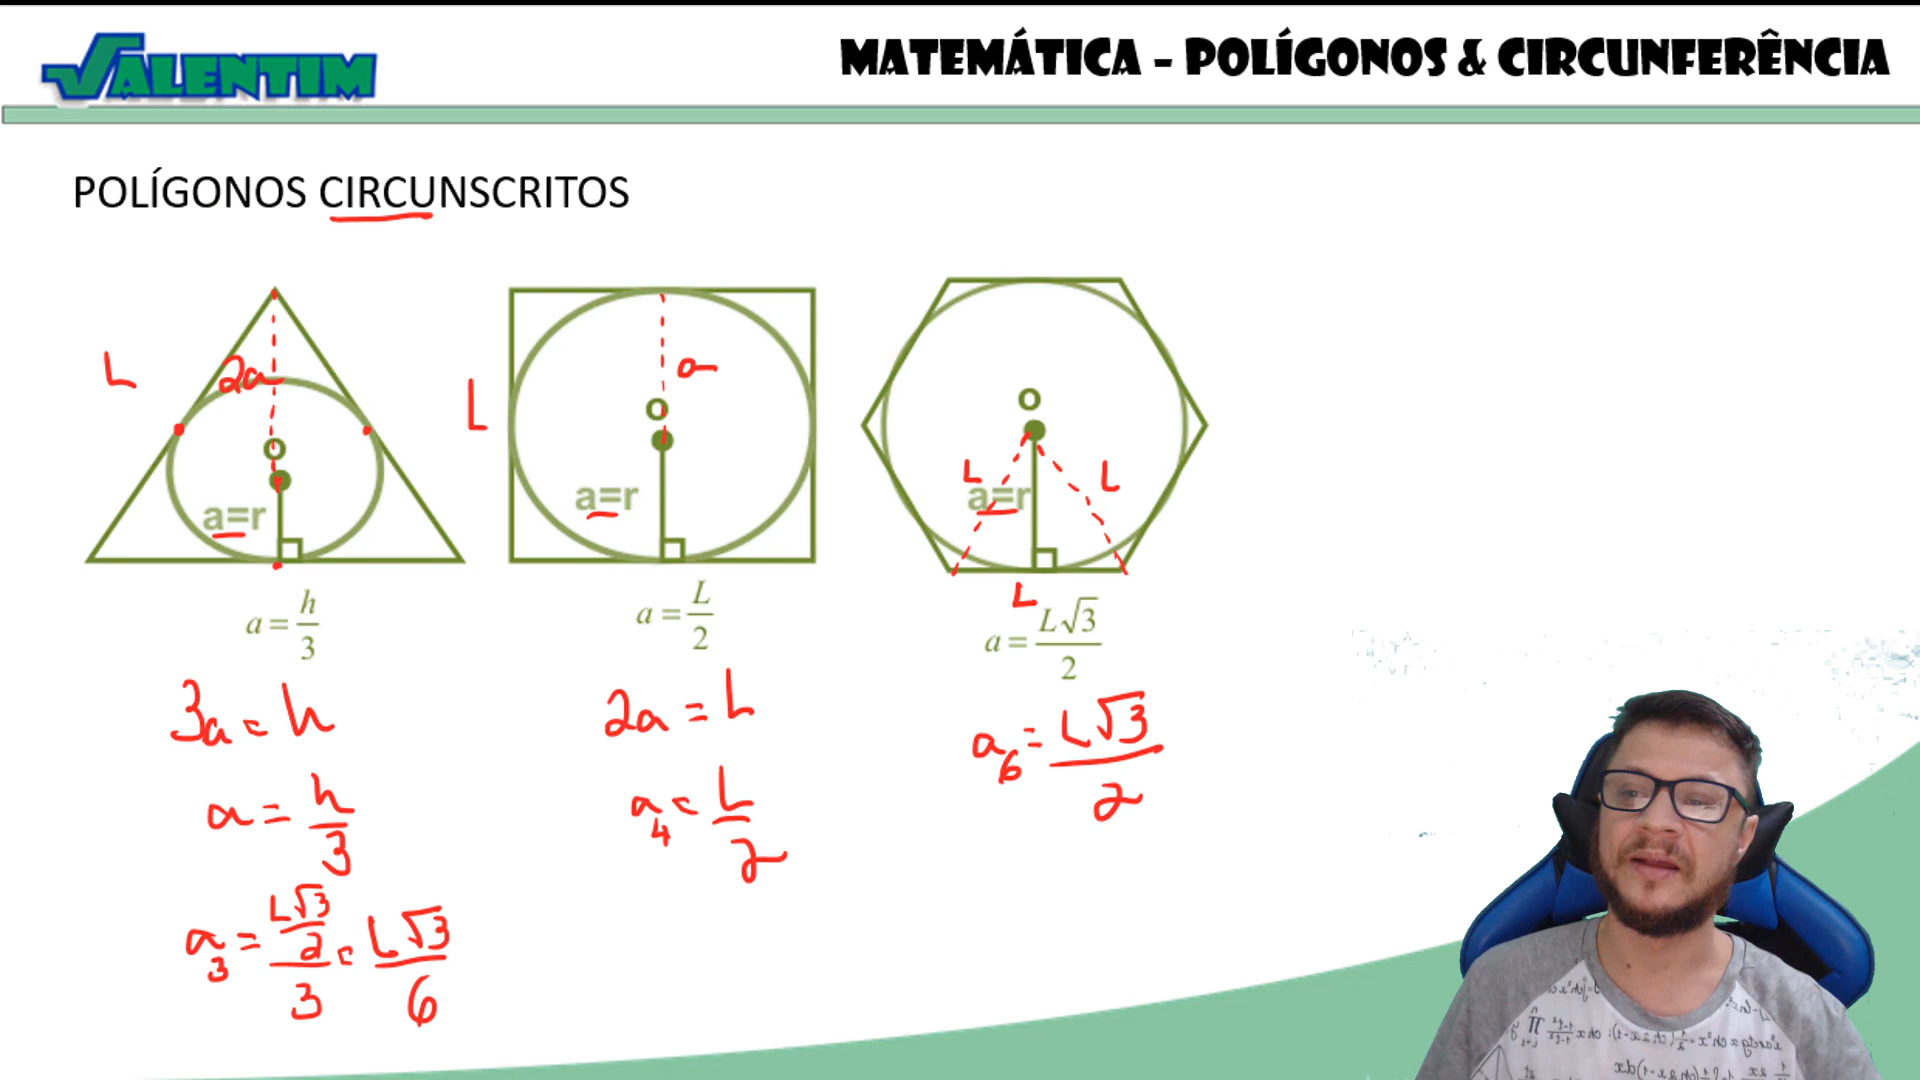 VALENTIM
MATEMÁTICA - POLÍGONOS & CIRCUNFERÊNCIA
POLÍGONOS CIRCUNSCRITOS
L
2a
O
a=r
a = h/3
3a = h
a = h/3
a₃ = (L√3/2)/3 = L√3/6
L
a
O
a=r
a = L/2
2a = L
a₄ = L/2
O
L
L
a=r
L
a = L√3/2
a₆ = L√3/2